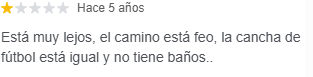 Hace 5 años
Está muy lejos, el camino está feo, la cancha de
fútbol está igual y no tiene baños..